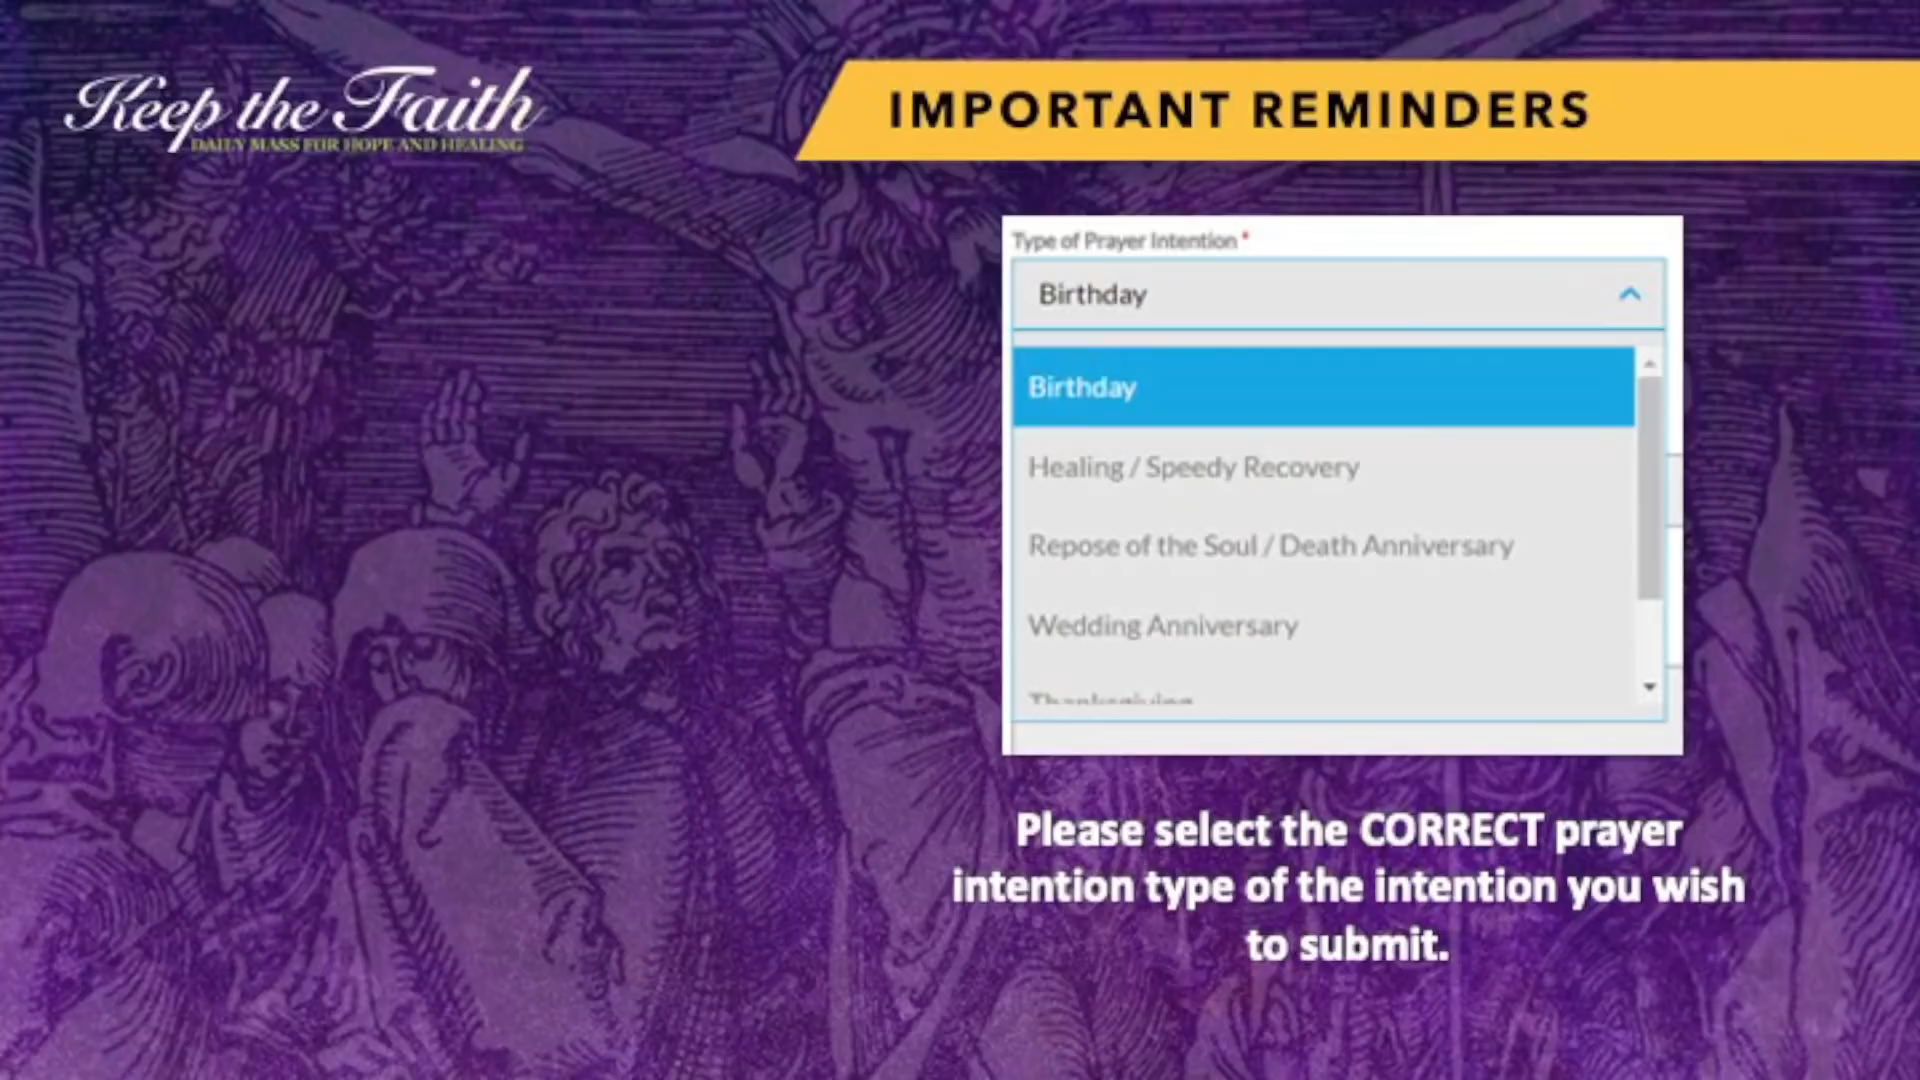 Keep the Faith
DAILY MASS FOR HOPE AND HEALING
IMPORTANT REMINDERS
Type of Prayer Intention *
Birthday
Birthday
Healing / Speedy Recovery
Repose of the Soul / Death Anniversary
Wedding Anniversary
Thanksgiving
Please select the CORRECT prayer
intention type of the intention you wish
to submit.